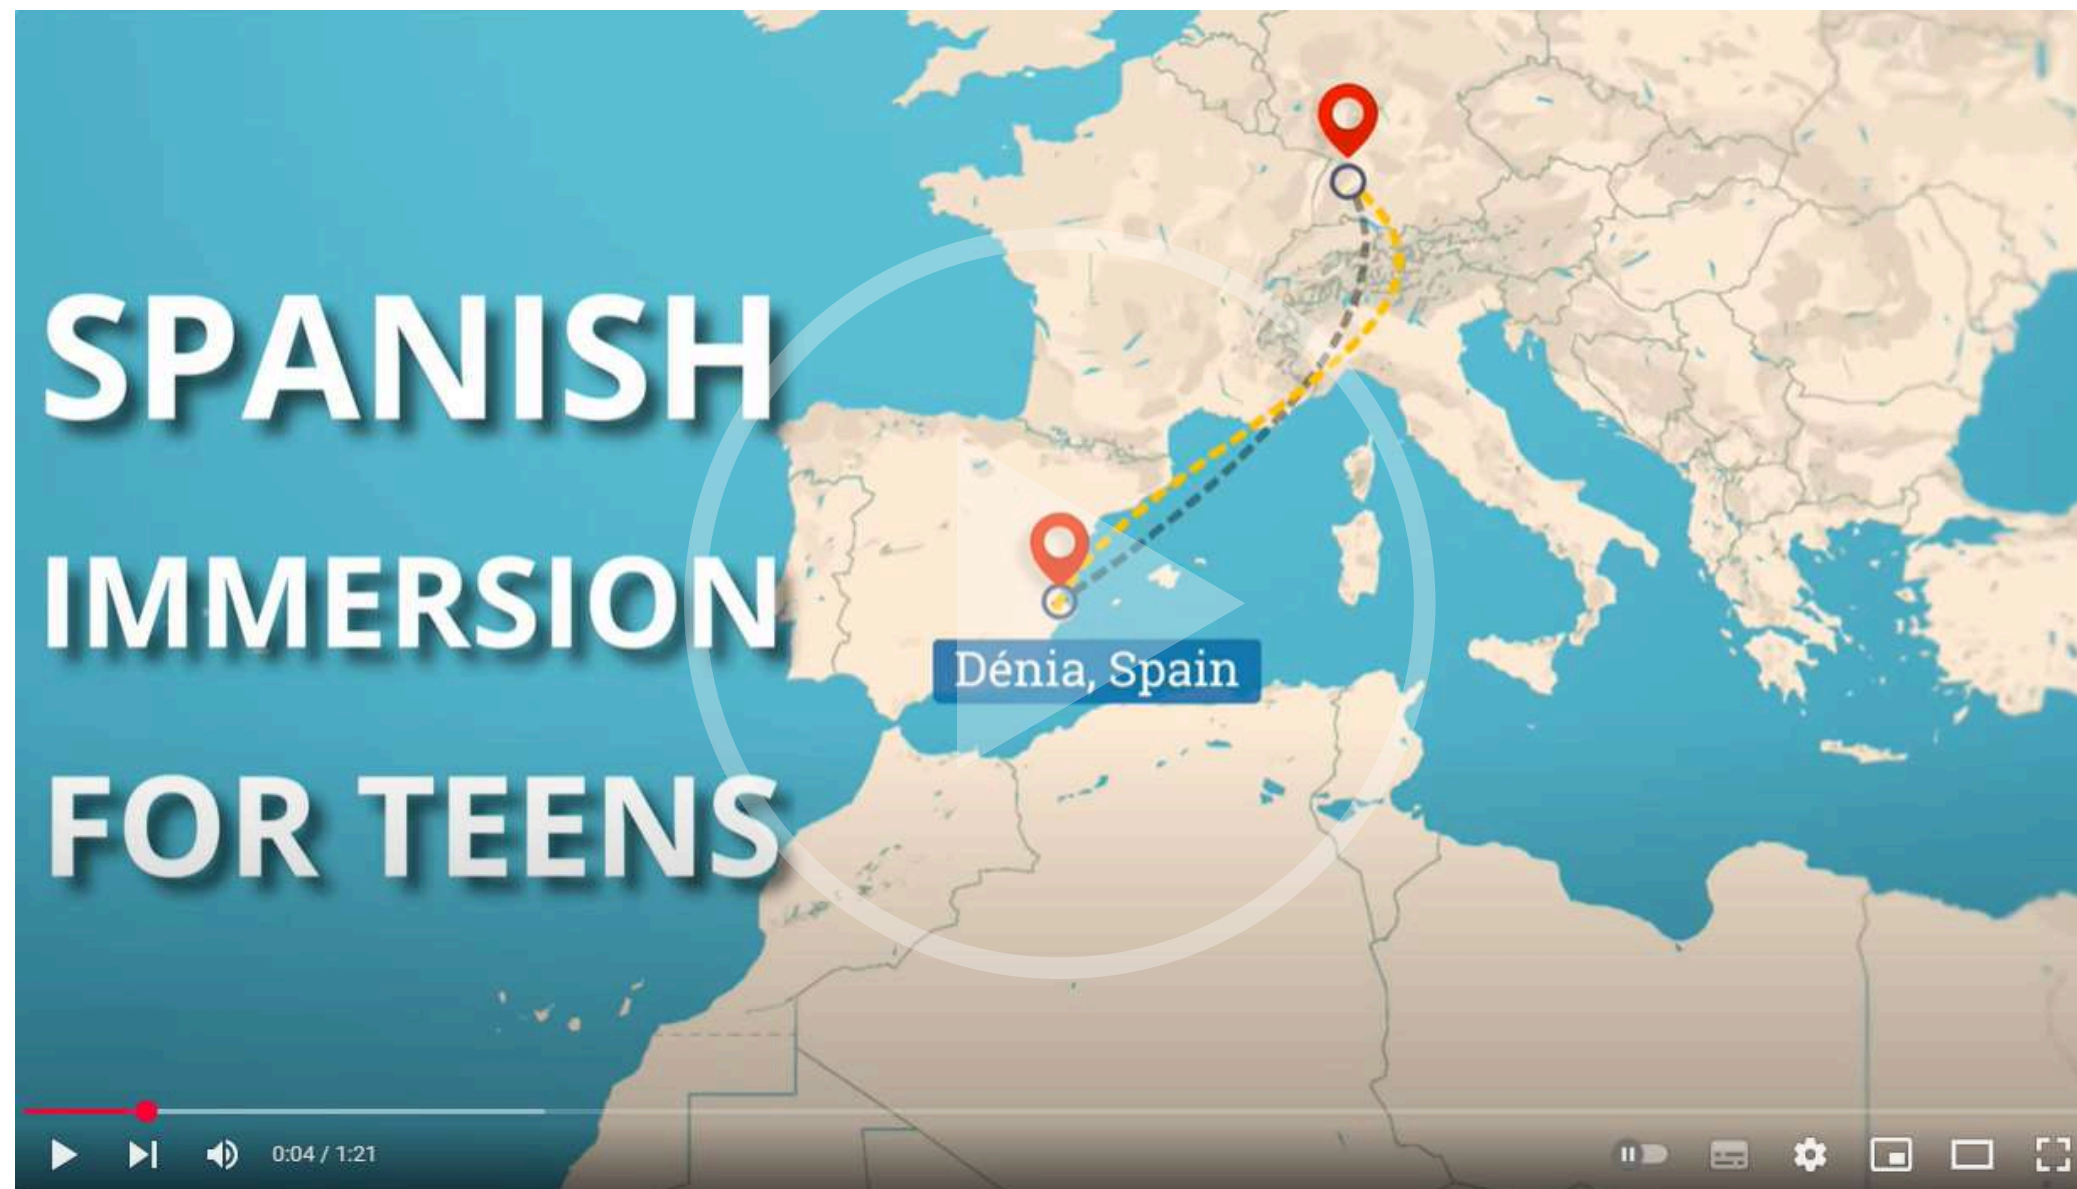 SPANISH
IMMERSION
FOR TEENS
Dénia, Spain
0:04 / 1:21